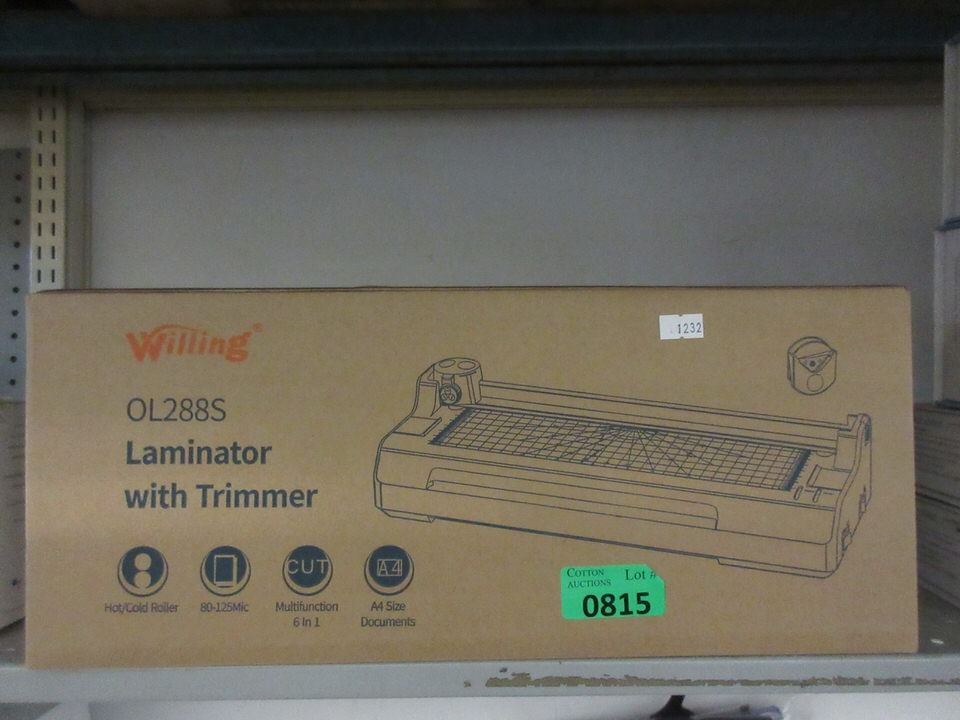 Willing®
1232
OL288S
Laminator
with Trimmer
CUT
A4
Hot/Cold Roller
80-125Mic
Multifunction
6 In 1
A4 Size
Documents
COTTON
AUCTIONS
Lot #
0815